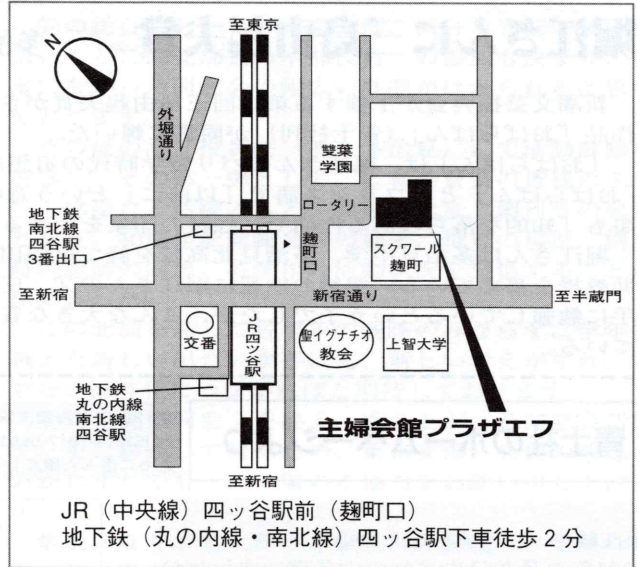 至東京
N
外堀通り
雙葉
学園
ロータリー
地下鉄
南北線
四谷駅
3番出口
麹町口
スクワール
麹町
至新宿
新宿通り
至半蔵門
交番
JR四ツ谷駅
聖イグナチオ
教会
上智大学
地下鉄
丸の内線
南北線
四谷駅
主婦会館プラザエフ
至新宿
JR（中央線）四ッ谷駅前（麹町口）
地下鉄（丸の内線・南北線）四ッ谷駅下車徒歩2分